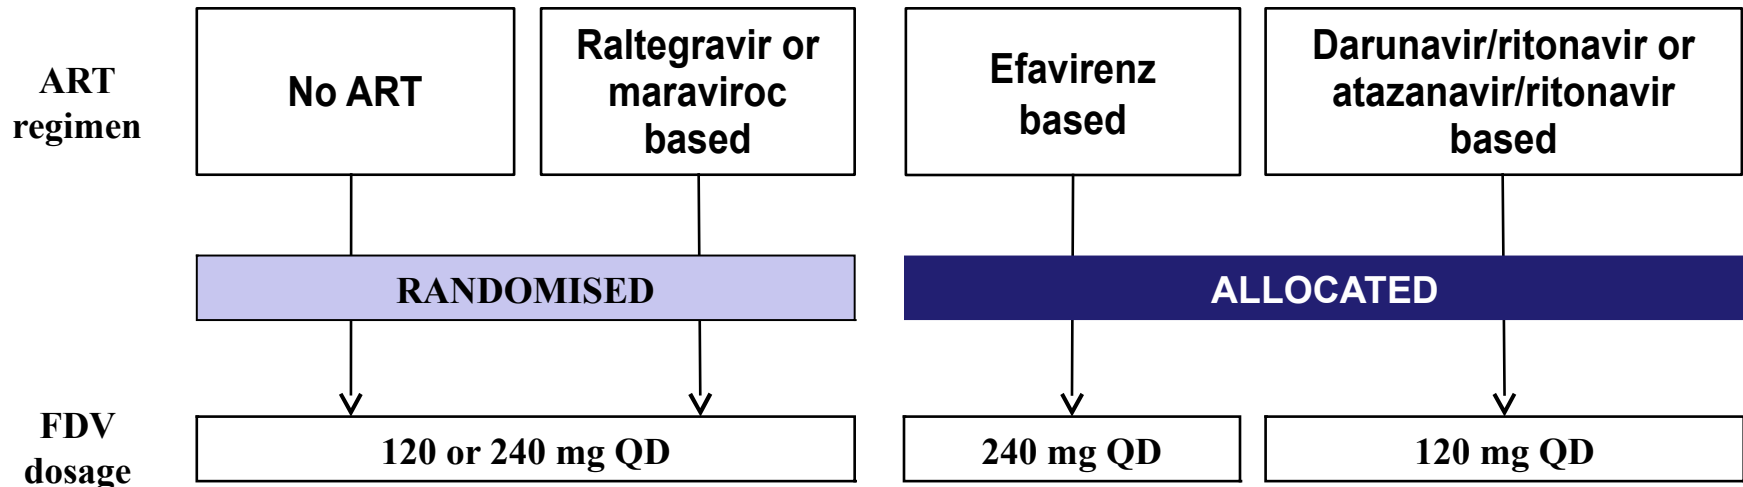 ART
regimen
No ART
Raltegravir or
maraviroc
based
Efavirenz
based
Darunavir/ritonavir or
atazanavir/ritonavir
based
RANDOMISED
ALLOCATED
FDV
dosage
120 or 240 mg QD
240 mg QD
120 mg QD